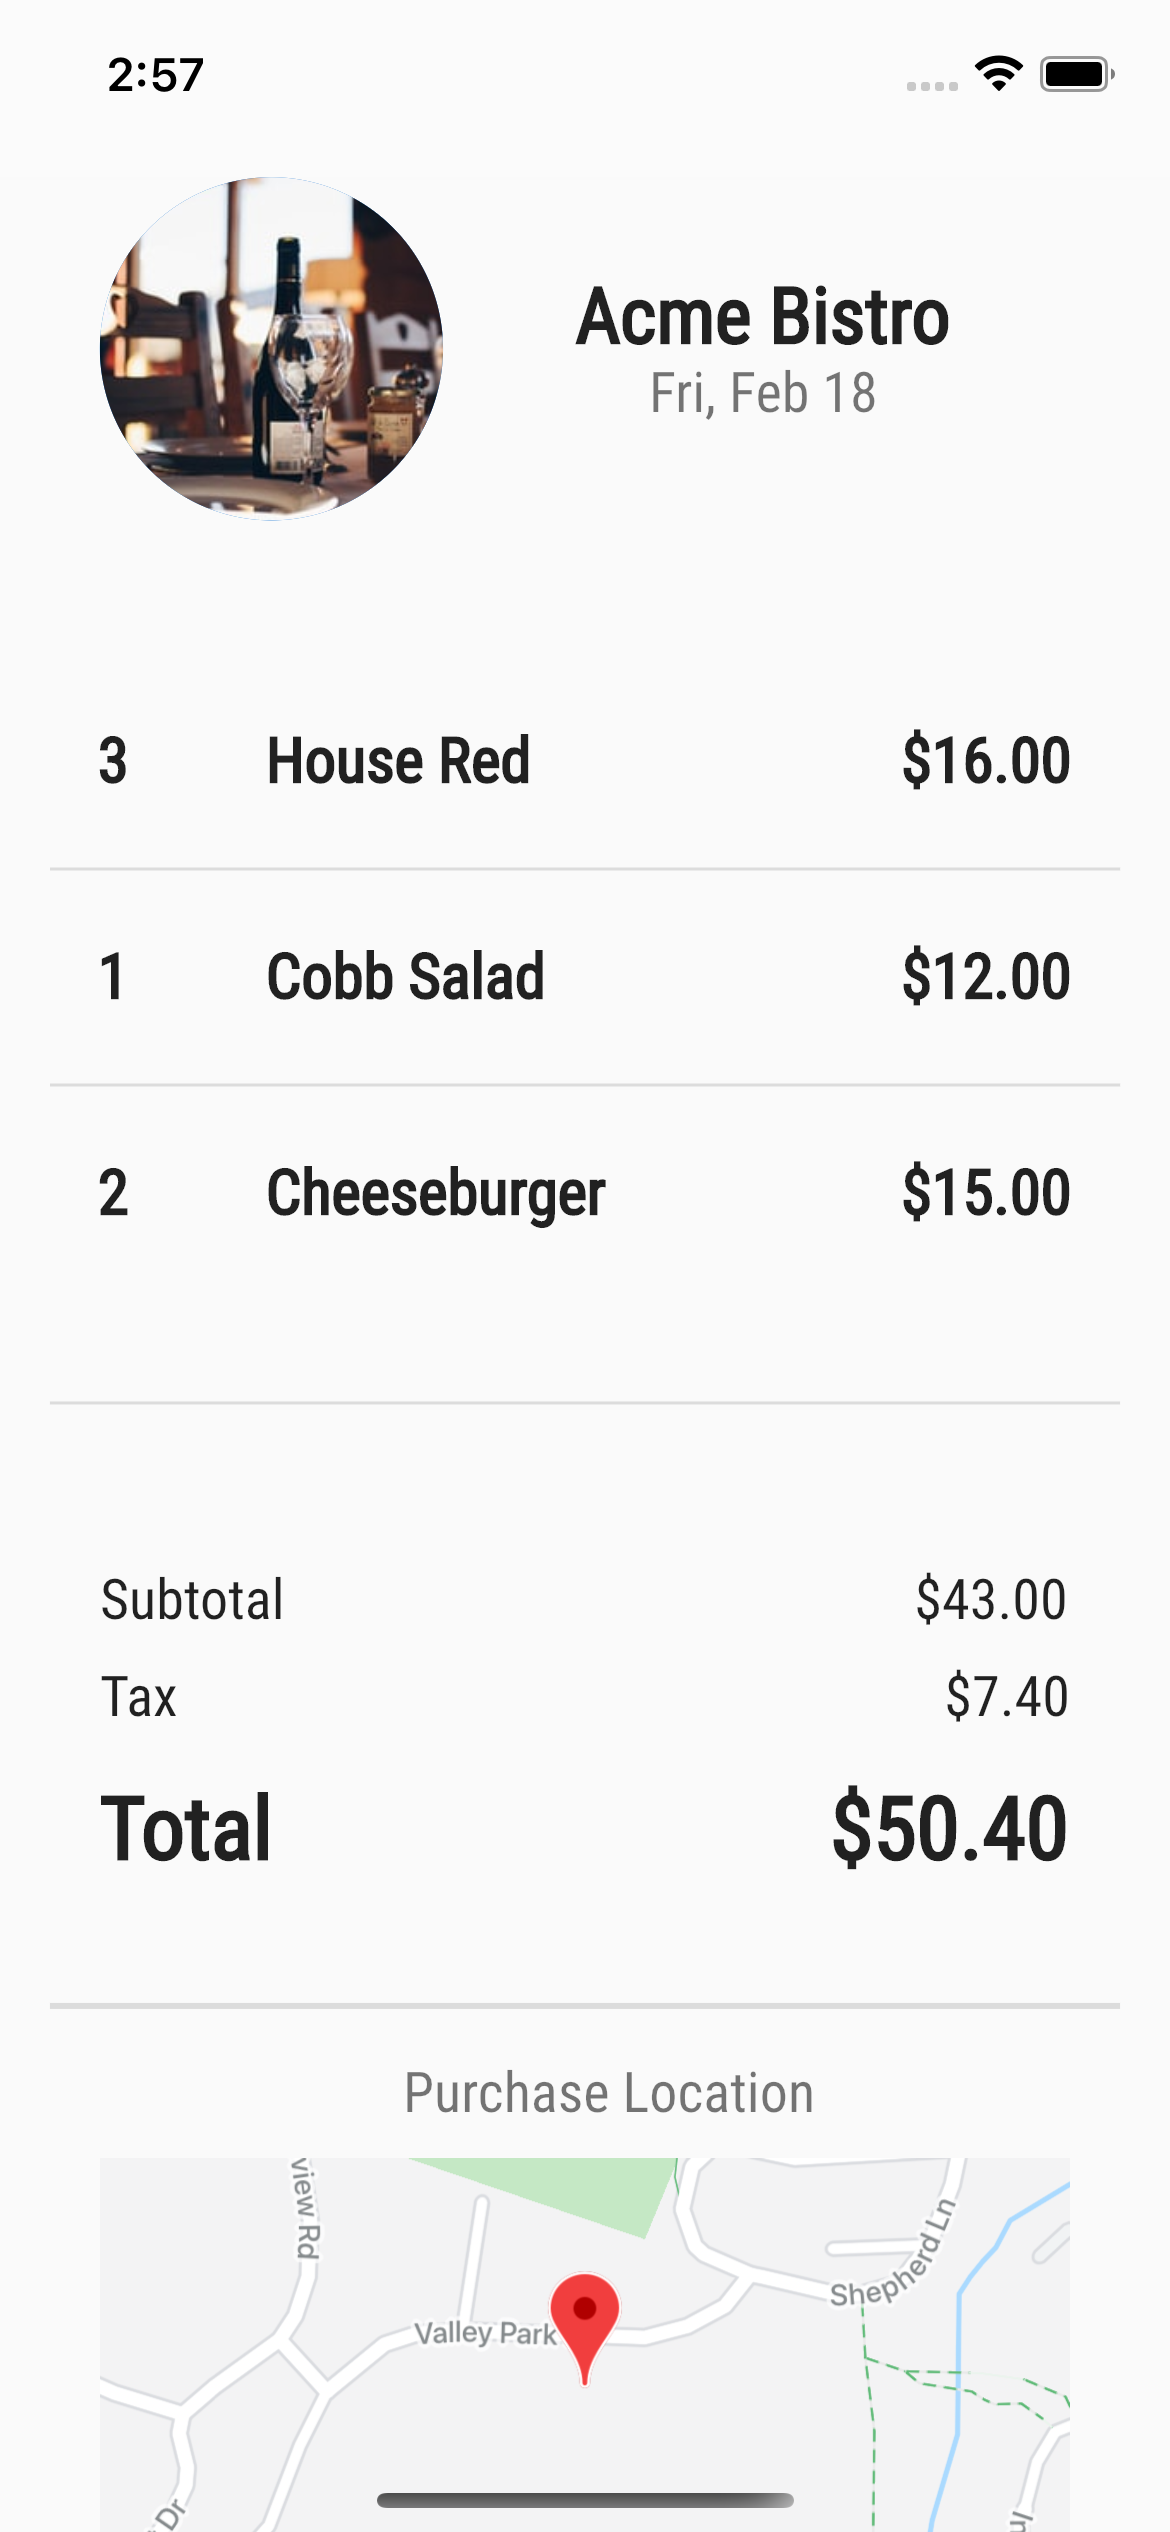 2:57
Acme Bistro
Fri, Feb 18
3 House Red $16.00
1 Cobb Salad $12.00
2 Cheeseburger $15.00
Subtotal $43.00
Tax $7.40
Total $50.40
Purchase Location
view Rd
Shepherd Ln
Valley Park
Dr